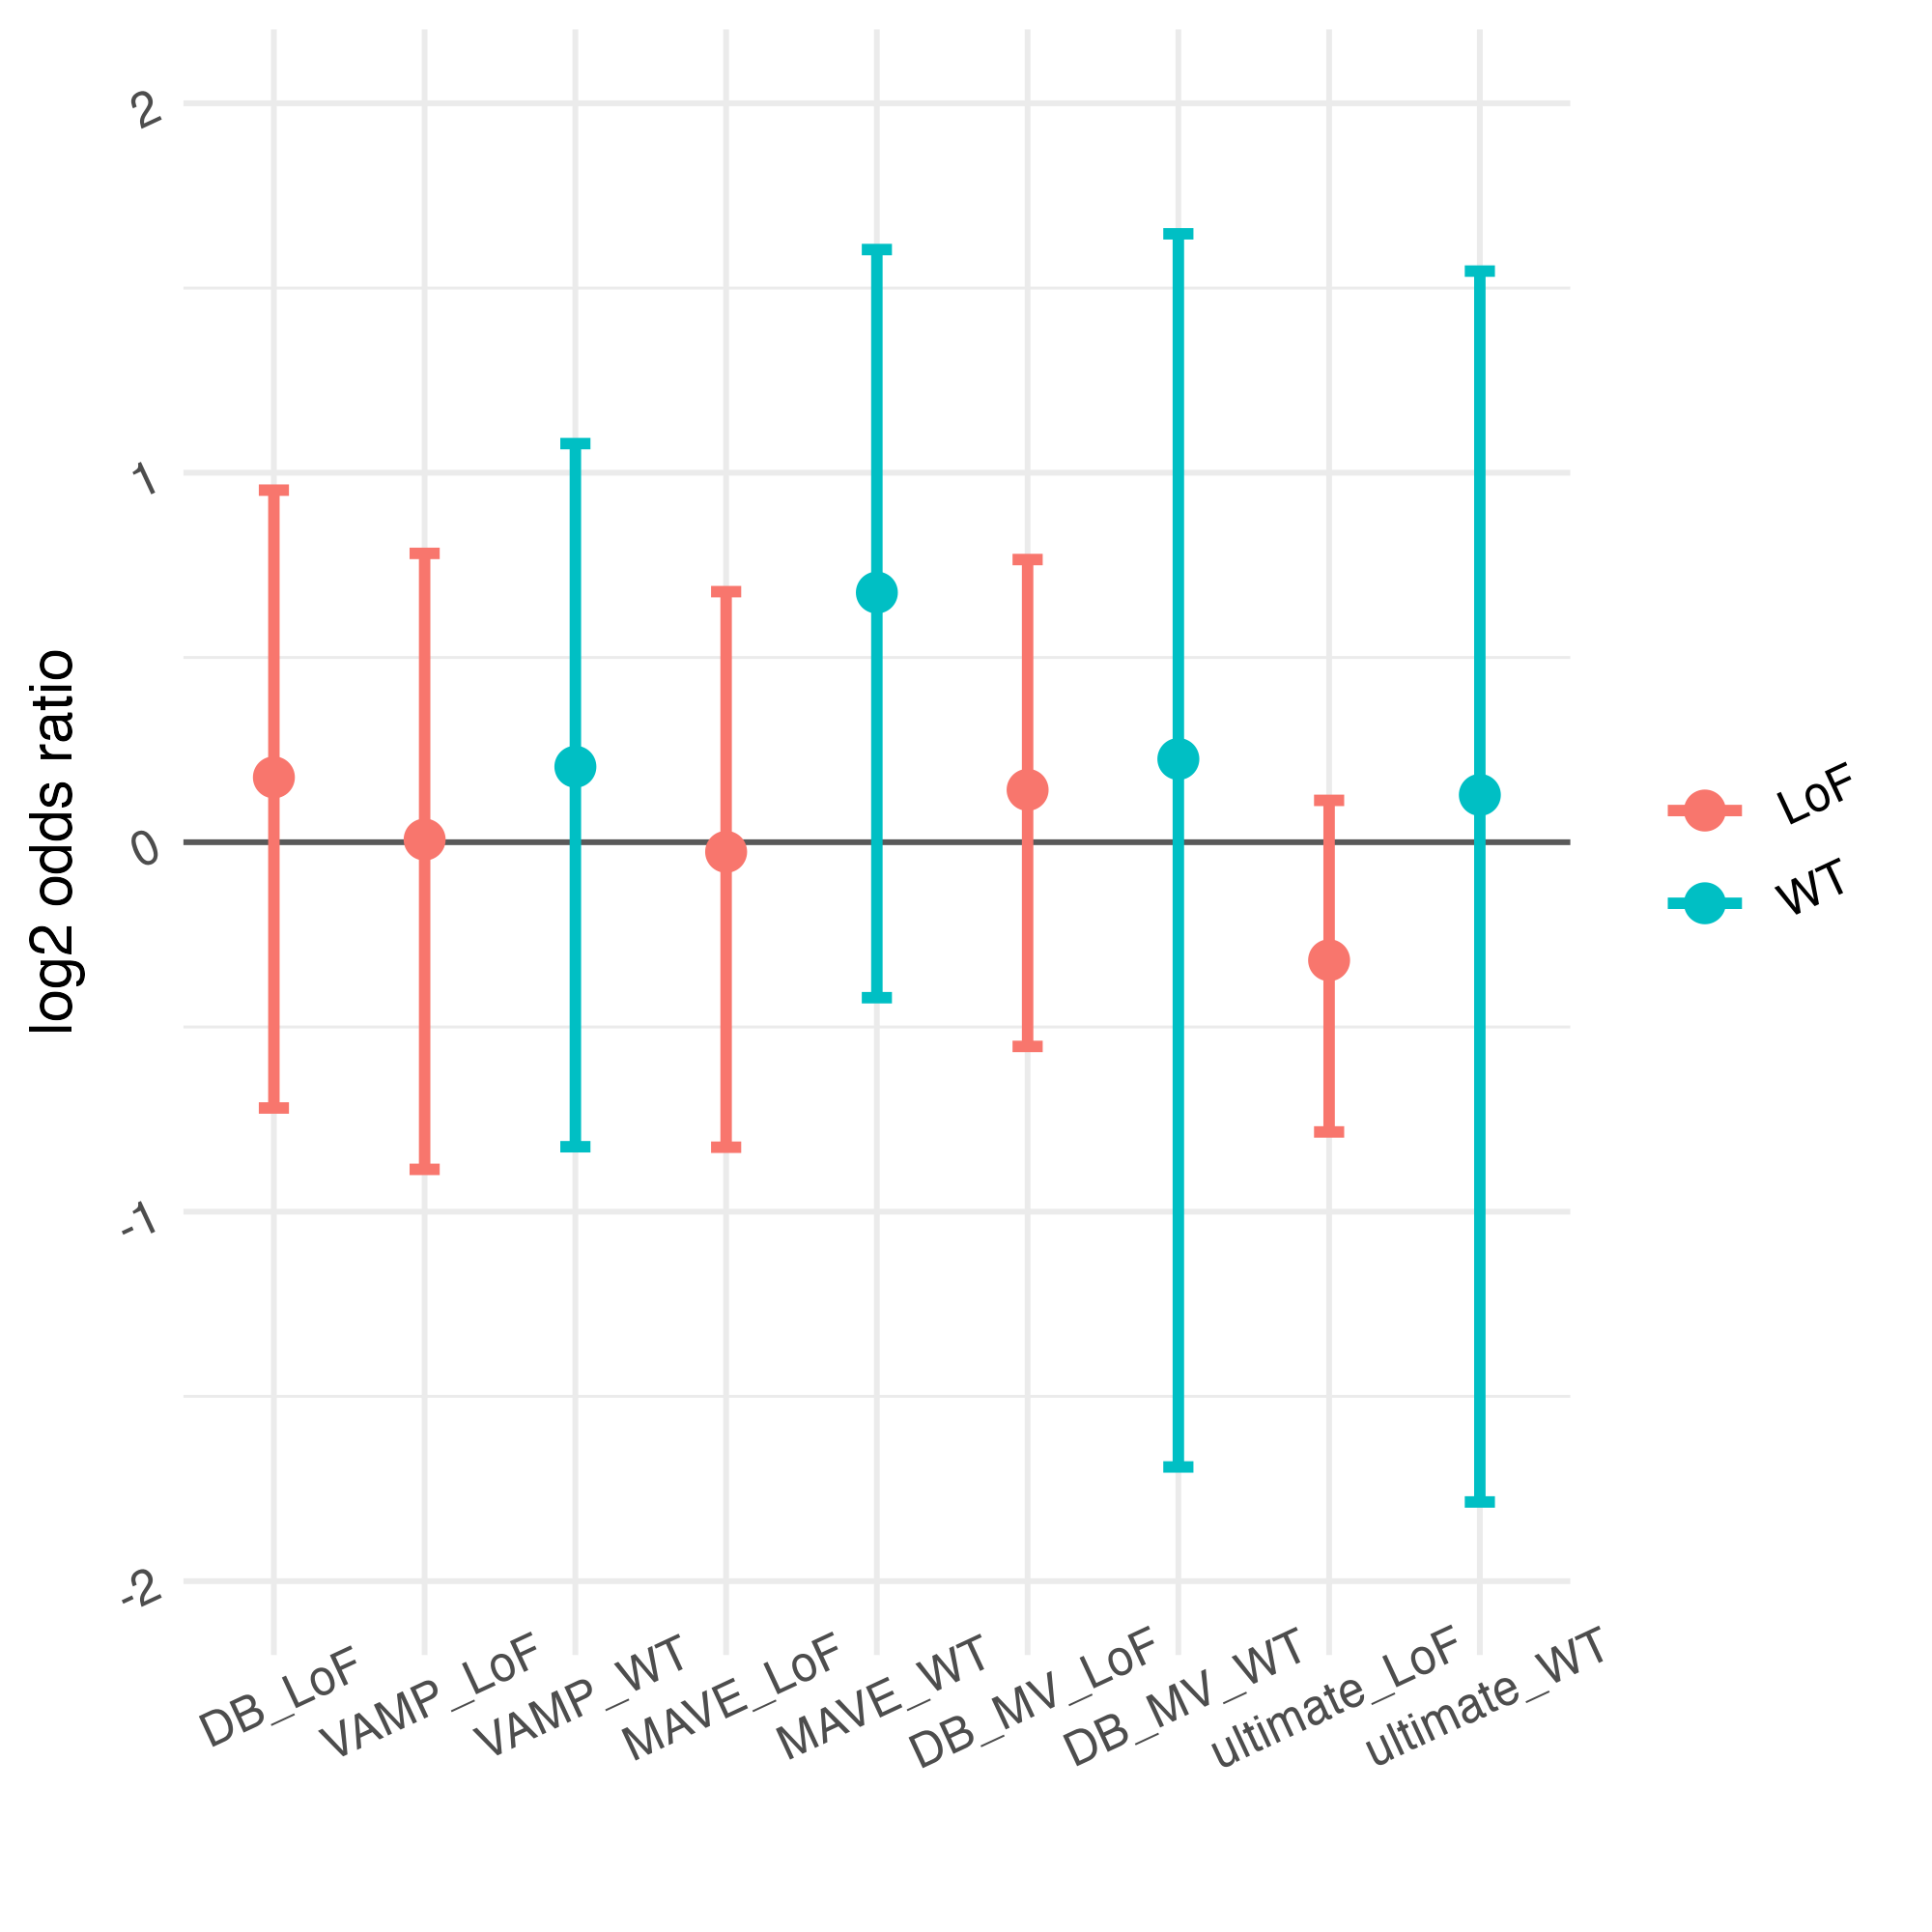 log2 odds ratio
2
1
0
-1
-2
DB_LoF
VAMP_LoF
VAMP_WT
MAVE_LoF
MAVE_WT
DB_MV_LoF
DB_MV_WT
ultimate_LoF
ultimate_WT
LoF
WT